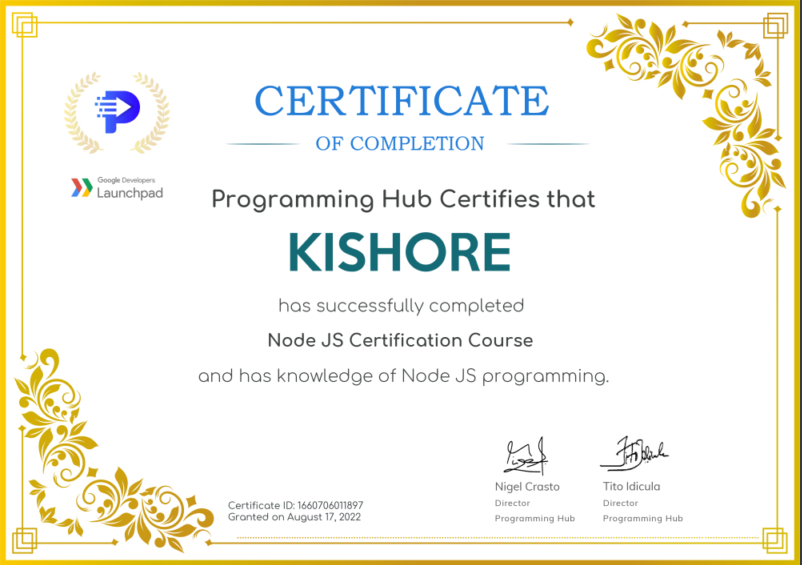 CERTIFICATE
OF COMPLETION
Google Developers
Launchpad
Programming Hub Certifies that
KISHORE
has successfully completed
Node JS Certification Course
and has knowledge of Node JS programming.
Nigel Crasto
Director
Programming Hub
Tito Idicula
Director
Programming Hub
Certificate ID: 1660706011897
Granted on August 17, 2022